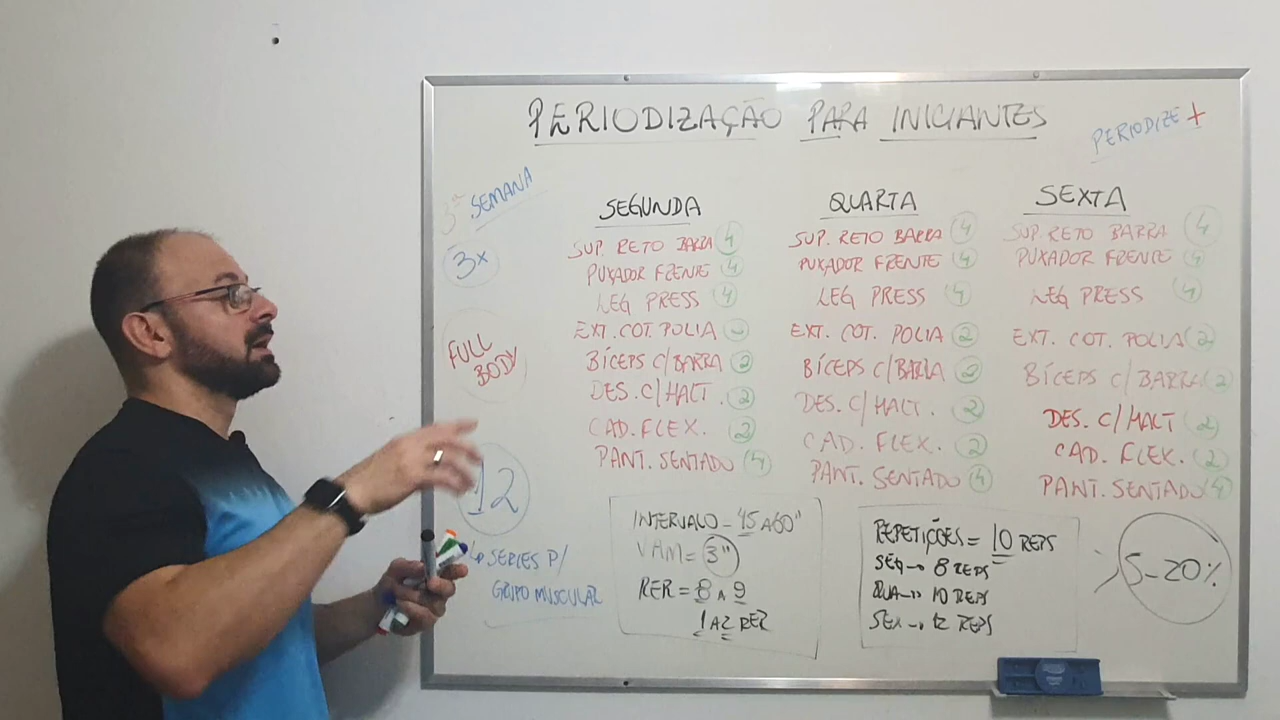 PERIODIZAÇÃO PARA INICIANTES
PERIODIZE +
3ª SEMANA
3x
FULL
BODY
12
SÉRIES P/
GRUPO MUSCULAR
SEGUNDA
SUP. RETO BARRA 4
PUXADOR FRENTE 4
LEG PRESS 4
EXT. COT. POLIA
BÍCEPS C/BARRA 2
DES. C/HALT. 2
CAD. FLEX. 2
PANT. SENTADO 4
QUARTA
SUP. RETO BARRA 4
PUXADOR FRENTE 4
LEG PRESS 4
EXT. COT. POLIA 2
BÍCEPS C/BARRA 2
DES. C/HALT. 2
CAD. FLEX. 2
PANT. SENTADO 4
SEXTA
SUP. RETO BARRA 4
PUXADOR FRENTE 4
LEG PRESS 4
EXT. COT. POLIA 2
BÍCEPS C/BARRA 2
DES. C/HALT 2
CAD. FLEX. 2
PANT. SENTADO 4
INTERVALO - 45 A 60"
= 3"
RER = 8 A 9
1 A 2 RER
REPETIÇÕES = 10 REPS
SEG → 8 REPS
QUA → 10 REPS
SEX → 12 REPS
5-20%